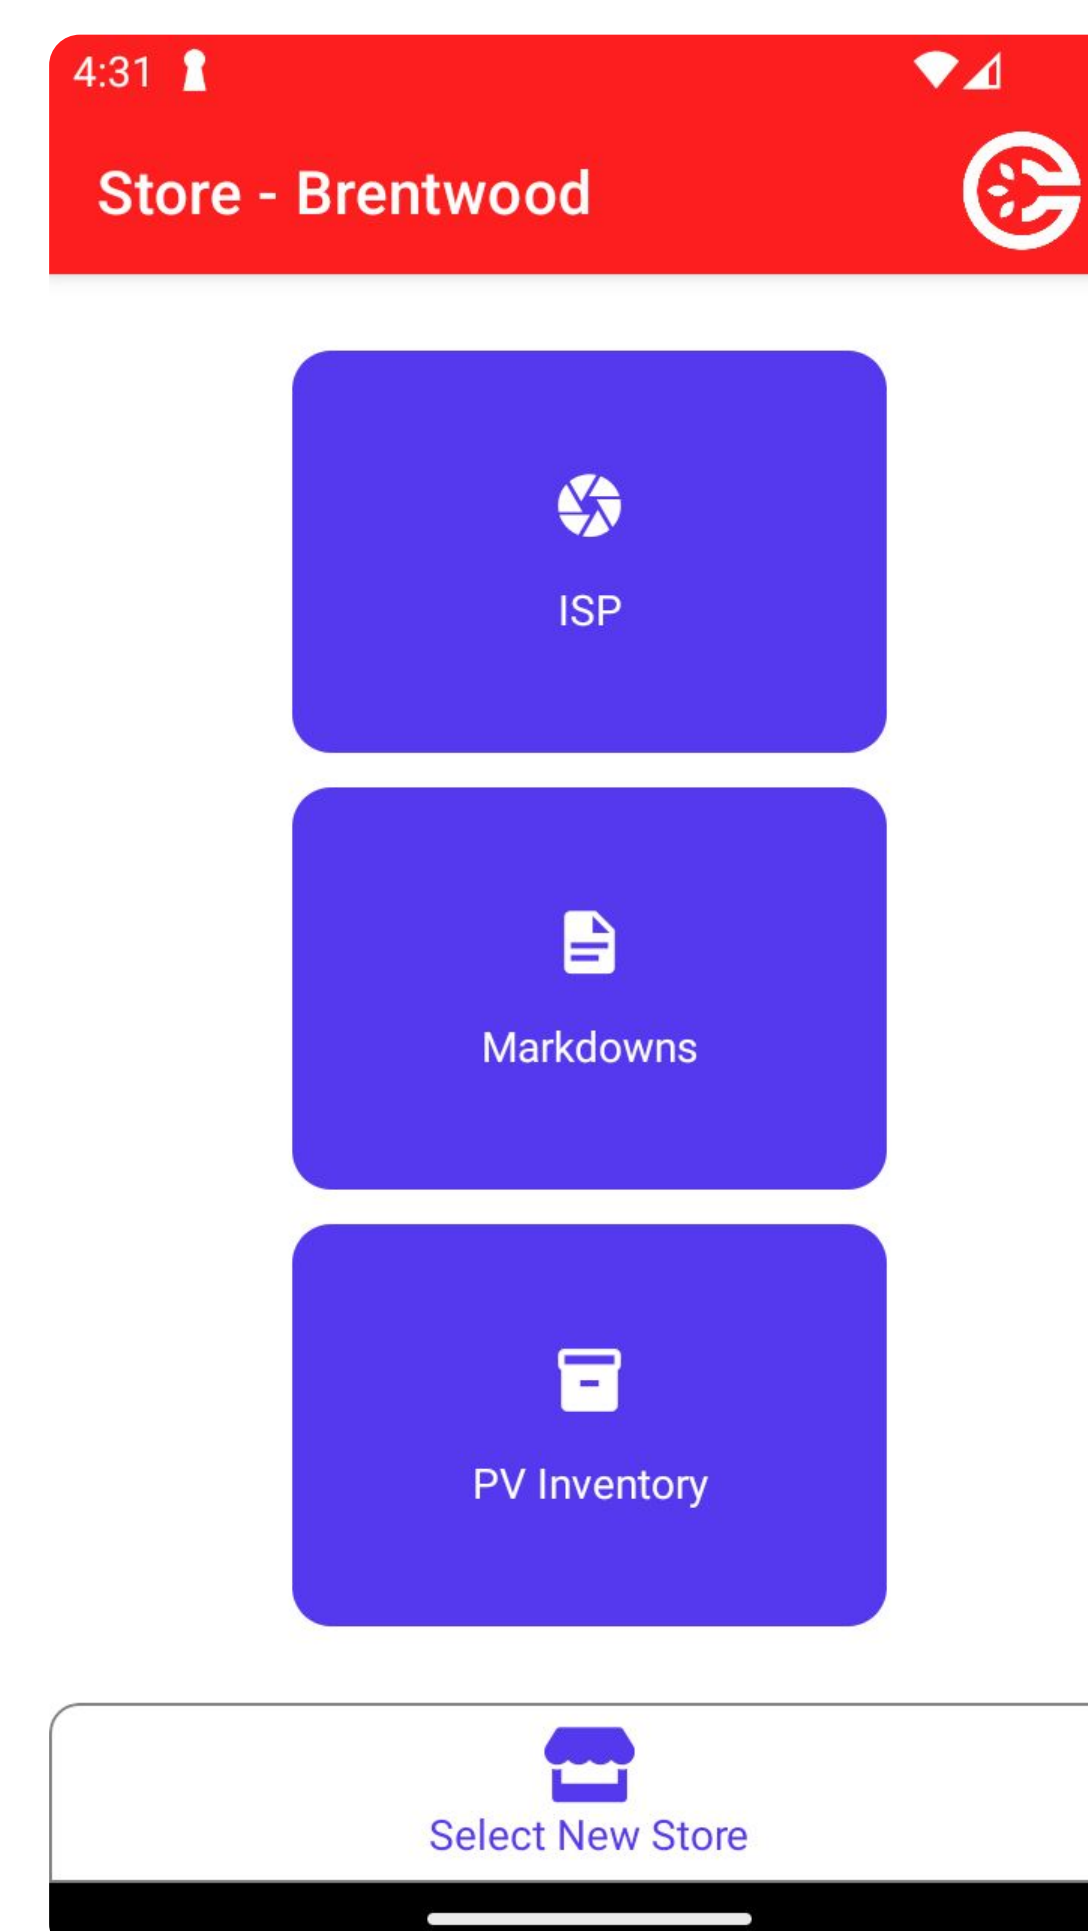 4:31
Store - Brentwood
ISP
Markdowns
PV Inventory
Select New Store